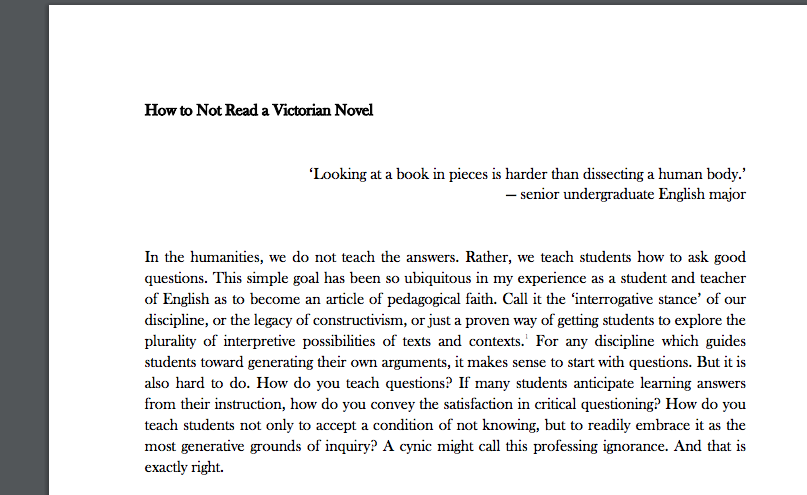 How to Not Read a Victorian Novel
‘Looking at a book in pieces is harder than dissecting a human body.’
— senior undergraduate English major
In the humanities, we do not teach the answers. Rather, we teach students how to ask good
questions. This simple goal has been so ubiquitous in my experience as a student and teacher
of English as to become an article of pedagogical faith. Call it the ‘interrogative stance’ of our
discipline, or the legacy of constructivism, or just a proven way of getting students to explore the
plurality of interpretive possibilities of texts and contexts.¹ For any discipline which guides
students toward generating their own arguments, it makes sense to start with questions. But it is
also hard to do. How do you teach questions? If many students anticipate learning answers
from their instruction, how do you convey the satisfaction in critical questioning? How do you
teach students not only to accept a condition of not knowing, but to readily embrace it as the
most generative grounds of inquiry? A cynic might call this professing ignorance. And that is
exactly right.